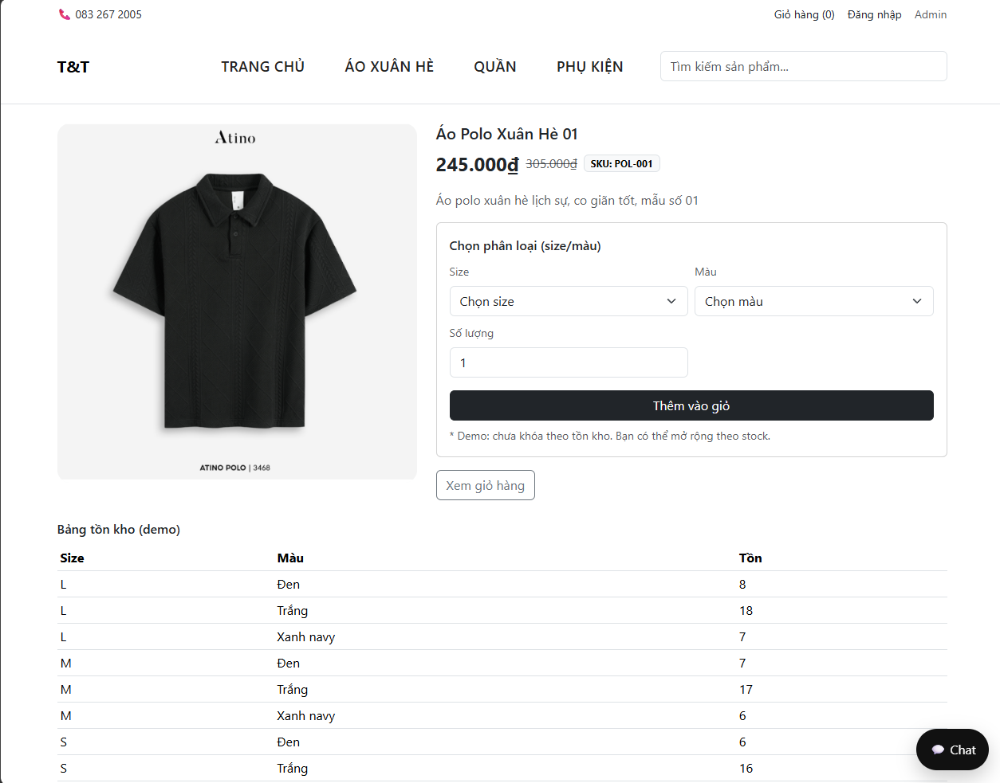 083 267 2005
Giỏ hàng (0) Đăng nhập Admin
T&T TRANG CHỦ ÁO XUÂN HÈ QUẦN PHỤ KIỆN Tìm kiếm sản phẩm...
Atino
ATINO POLO | 3468
Áo Polo Xuân Hè 01
245.000₫ 305.000₫ SKU: POL-001
Áo polo xuân hè lịch sự, co giãn tốt, mẫu số 01
Chọn phân loại (size/màu)
Size Màu
Chọn size Chọn màu
Số lượng
1
Thêm vào giỏ
* Demo: chưa khóa theo tồn kho. Bạn có thể mở rộng theo stock.
Xem giỏ hàng
Bảng tồn kho (demo)
Size Màu Tồn
L Đen 8
L Trắng 18
L Xanh navy 7
M Đen 7
M Trắng 17
M Xanh navy 6
S Đen 6
S Trắng 16
Chat